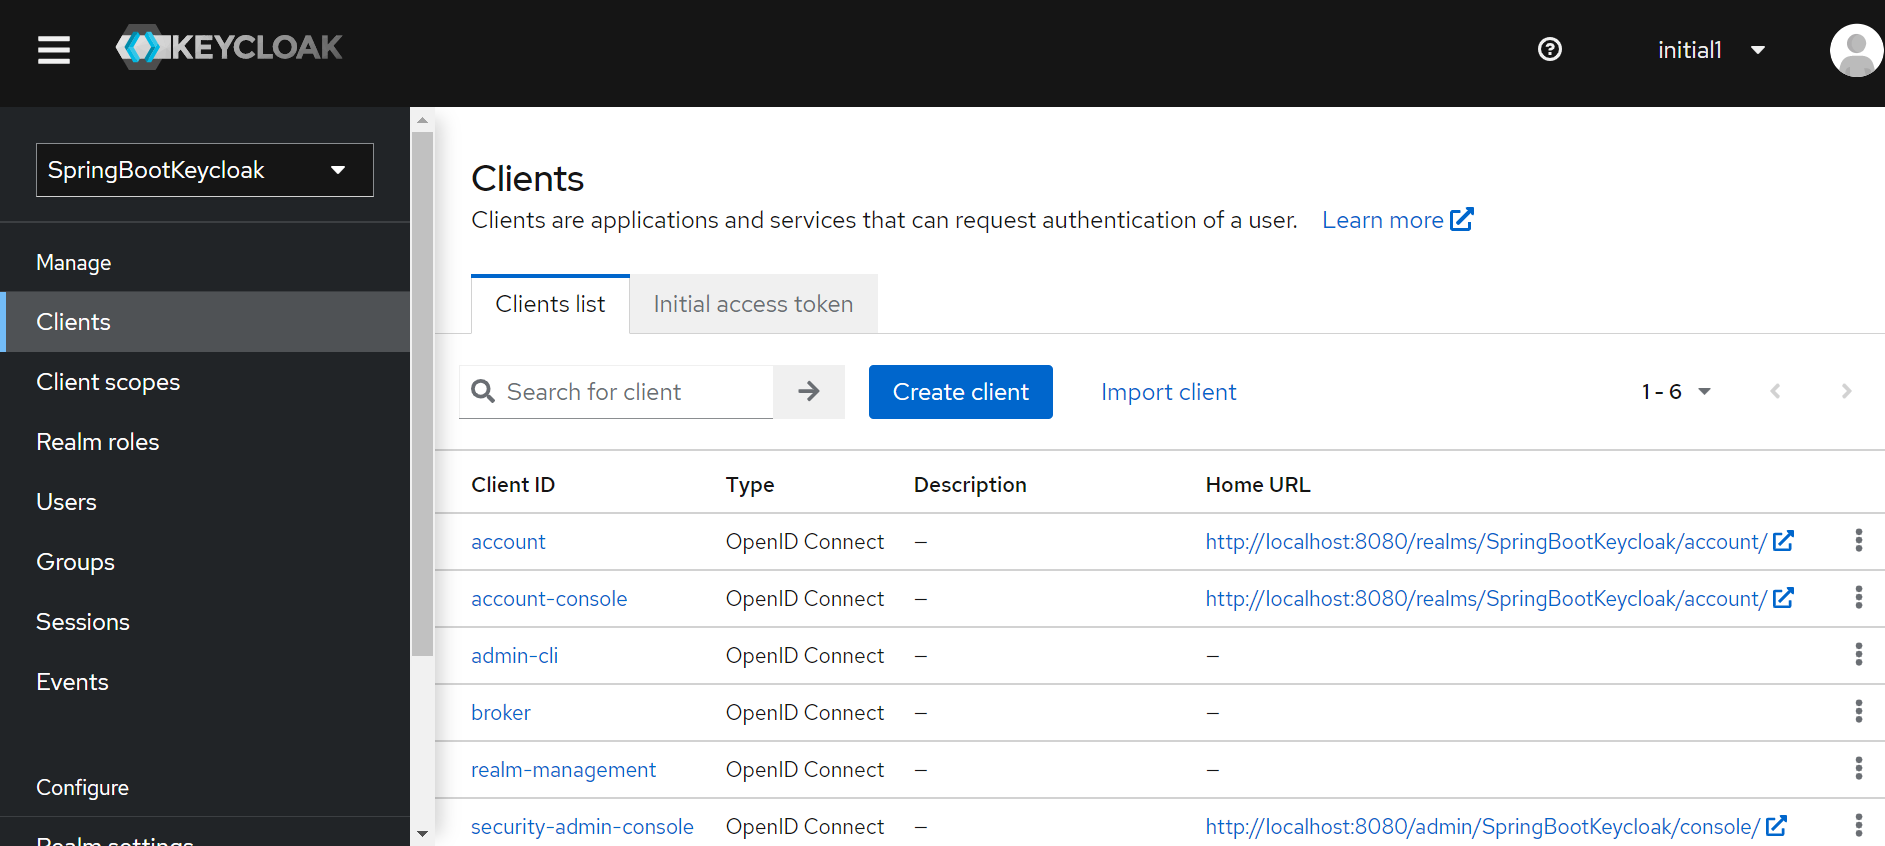 KEYCLOAK
initial1
SpringBootKeycloak
Manage
Clients
Client scopes
Realm roles
Users
Groups
Sessions
Events
Configure
Realm settings
Clients
Clients are applications and services that can request authentication of a user. Learn more
Clients list Initial access token
Search for client Create client Import client 1 - 6
Client ID Type Description Home URL
account OpenID Connect – http://localhost:8080/realms/SpringBootKeycloak/account/
account-console OpenID Connect – http://localhost:8080/realms/SpringBootKeycloak/account/
admin-cli OpenID Connect – –
broker OpenID Connect – –
realm-management OpenID Connect – –
security-admin-console OpenID Connect – http://localhost:8080/admin/SpringBootKeycloak/console/